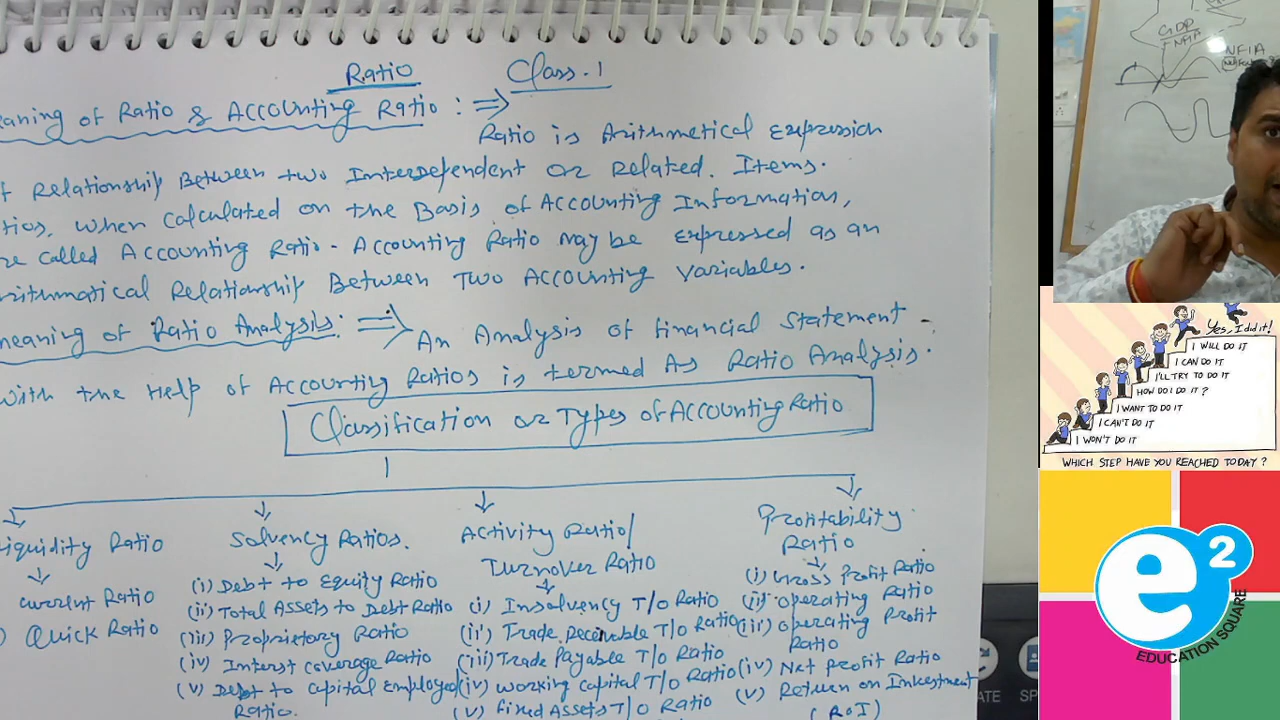 Ratio
Class.1
eaning of Ratio & Accounting Ratio : ⇒
Ratio is Arithmetical Expression
f Relationship Between two Interdependent or Related. Items.
tios, when calculated on the Basis of Accounting Information,
re called Accounting Ratio. Accounting Ratio may be expressed as an
rithmatical Relationship Between Two Accounting variables.
meaning of Ratio Analysis: ⇒ An Analysis of financial statement
with the Help of Accounting Ratios is termed As Ratio Analysis.
Classification or Types of Accounting Ratio
iquidity Ratio
current Ratio
) Quick Ratio
Solvency Ratios.
(i) Debt to Equity Ratio
(ii) Total Assets to Debt Ratio
(iii) Proprietory Ratio
(iv) Interst coverage Ratio
(v) Debt to capital Employed
Ratio.
Activity Ratio/
Turnover Ratio
(i) Insolvency T/o Ratio
(ii) Trade Receivable T/o Ratio
(iii) Trade Payable T/o Ratio
(iv) working capital T/o Ratio
(v) fixed Assets T/o Ratio
Profitability
Ratio
(i) Gross Profit Ratio
(ii) operating Ratio
(iii) operating Profit
Ratio
(iv) Net profit Ratio
(v) Return on Inkestment
(ROI)
GDP
NFIA
Yes, I did it!
I WILL DO IT
I CAN DO IT
I'LL TRY TO DO IT
HOW DO I DO IT ?
I WANT TO DO IT
I CAN'T DO IT
I WON'T DO IT
WHICH STEP HAVE YOU REACHED TODAY ?
e2
EDUCATION SQUARE